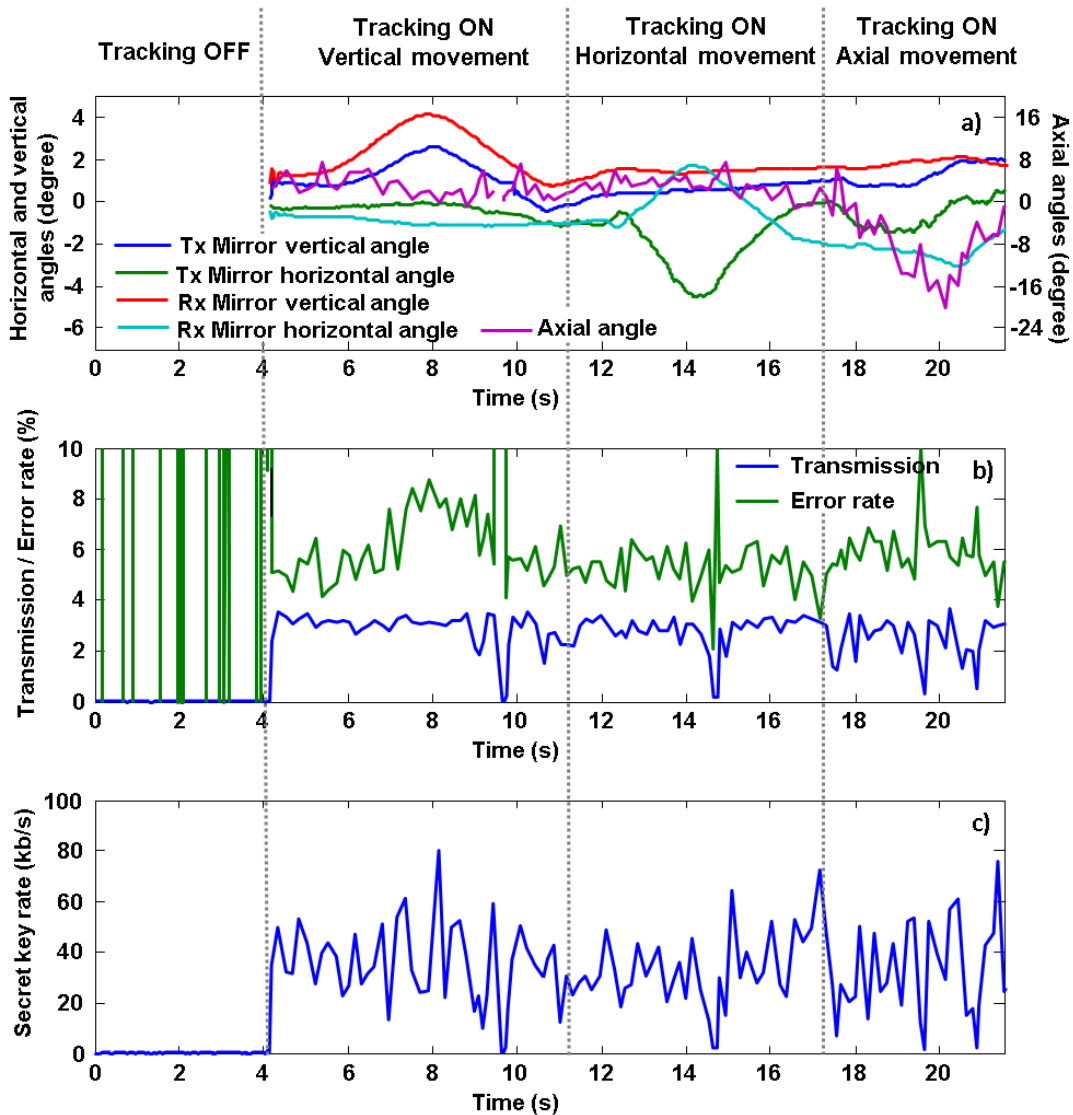 Tracking OFF
Tracking ON
Vertical movement
Tracking ON
Horizontal movement
Tracking ON
Axial movement
Horizontal and vertical
angles (degree)
4
2
0
-2
-4
-6
a)
16
8
0
-8
-16
-24
Axial angles (degree)
Tx Mirror vertical angle
Tx Mirror horizontal angle
Rx Mirror vertical angle
Rx Mirror horizontal angle
Axial angle
0 2 4 6 8 10 12 14 16 18 20
Time (s)
Transmission / Error rate (%)
10
8
6
4
2
0
b)
Transmission
Error rate
0 2 4 6 8 10 12 14 16 18 20
Time (s)
Secret key rate (kb/s)
100
80
60
40
20
0
c)
0 2 4 6 8 10 12 14 16 18 20
Time (s)